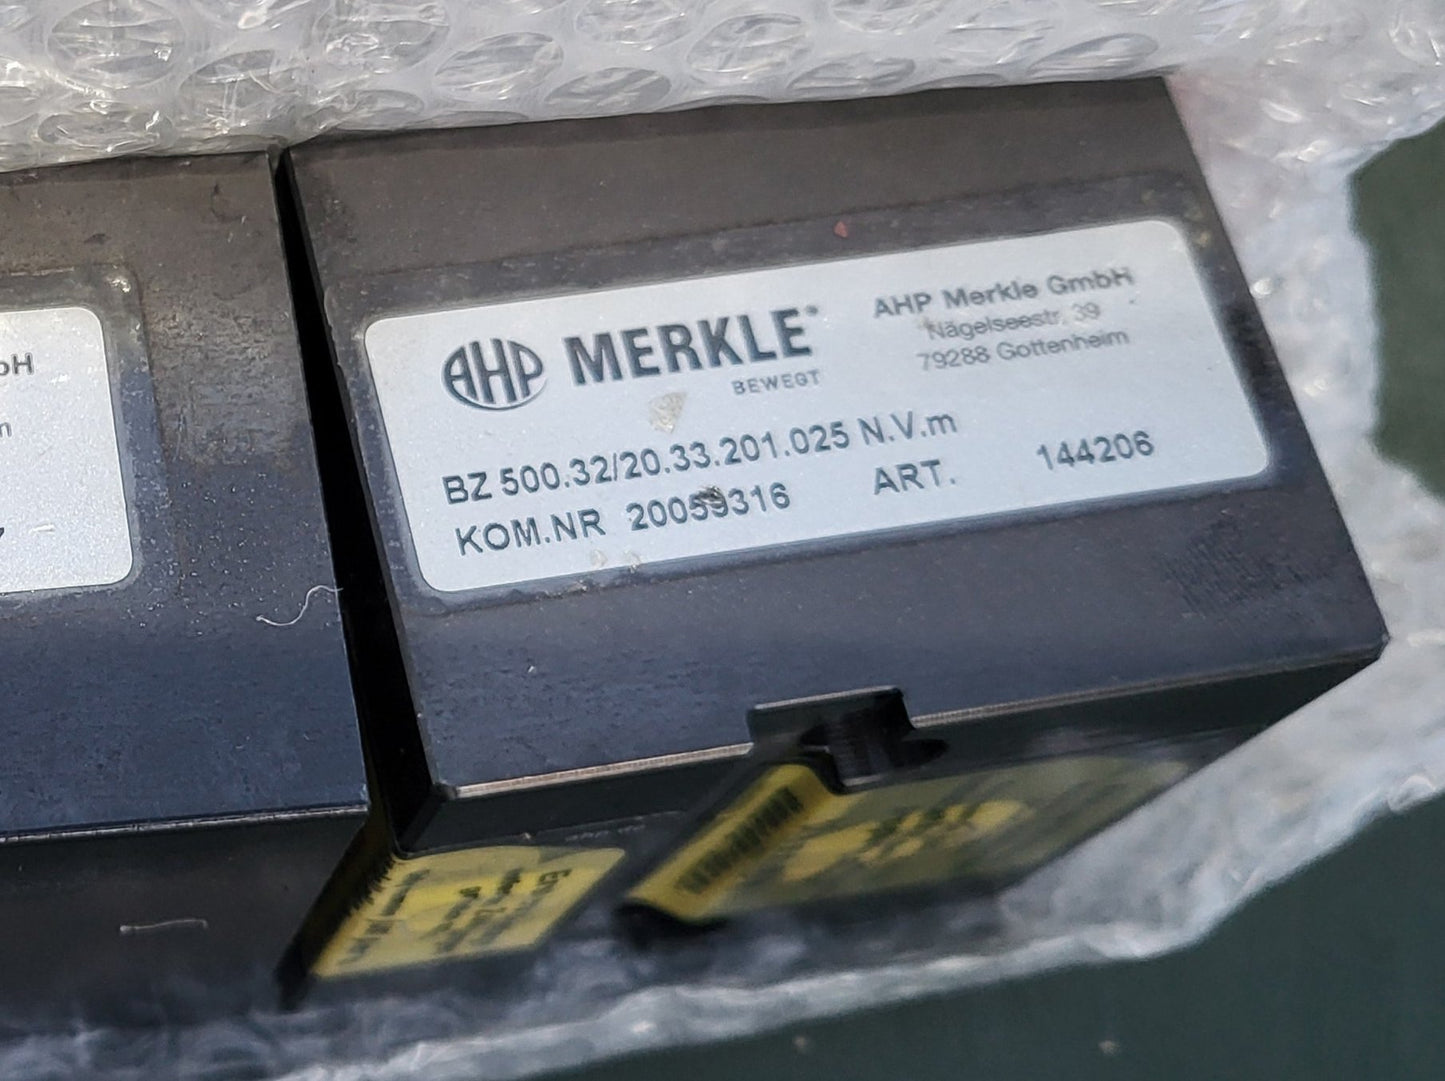 AHP MERKLE
BEWEGT
AHP Merkle GmbH
Nägelseestr. 39
79288 Gottenheim
BZ 500.32/20.33.201.025 N.V.m
KOM.NR 20059316 ART. 144206
bH